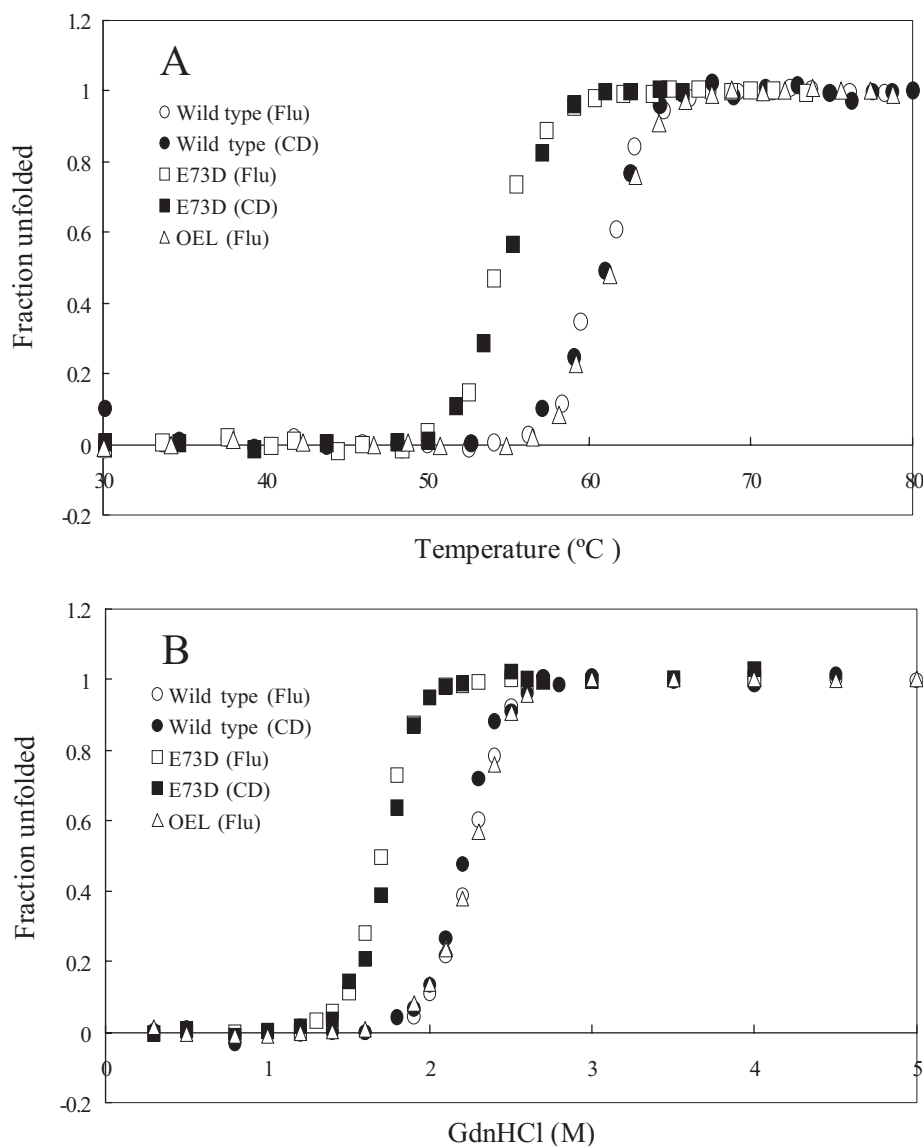 1.2
A
1
Wild type (Flu)
Wild type (CD)
0.8
E73D (Flu)
E73D (CD)
0.6
OEL (Flu)
0.4
0.2
0
30 40 50 60 70 80
-0.2
Fraction unfolded
Temperature (ºC )
1.2
B
1
Wild type (Flu)
Wild type (CD)
0.8
E73D (Flu)
E73D (CD)
0.6
OEL (Flu)
0.4
0.2
0
0 1 2 3 4 5
-0.2
Fraction unfolded
GdnHCl (M)